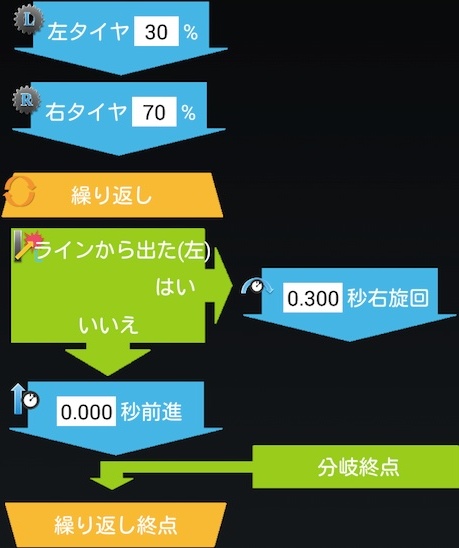 L 左タイヤ 30 %
R 右タイヤ 70 %
繰り返し
ラインから出た(左)
はい
0.300 秒右旋回
いいえ
0.000 秒前進
分岐終点
繰り返し終点